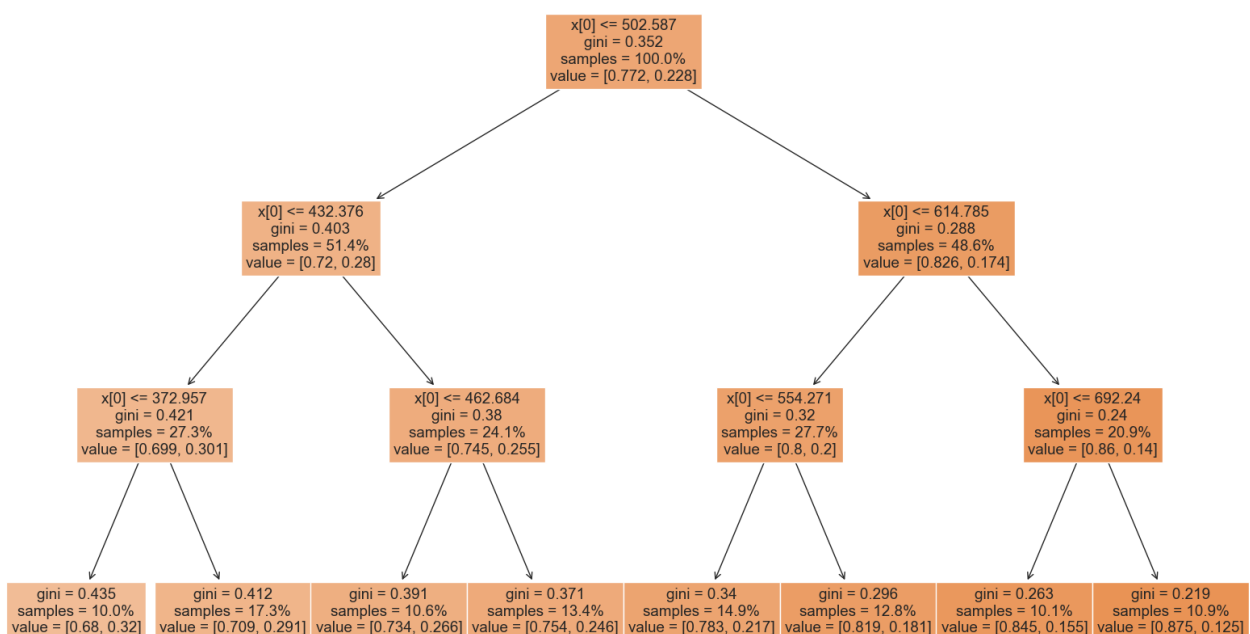 x[0] <= 502.587
gini = 0.352
samples = 100.0%
value = [0.772, 0.228]
x[0] <= 432.376
gini = 0.403
samples = 51.4%
value = [0.72, 0.28]
x[0] <= 614.785
gini = 0.288
samples = 48.6%
value = [0.826, 0.174]
x[0] <= 372.957
gini = 0.421
samples = 27.3%
value = [0.699, 0.301]
x[0] <= 462.684
gini = 0.38
samples = 24.1%
value = [0.745, 0.255]
x[0] <= 554.271
gini = 0.32
samples = 27.7%
value = [0.8, 0.2]
x[0] <= 692.24
gini = 0.24
samples = 20.9%
value = [0.86, 0.14]
gini = 0.435
samples = 10.0%
value = [0.68, 0.32]
gini = 0.412
samples = 17.3%
value = [0.709, 0.291]
gini = 0.391
samples = 10.6%
value = [0.734, 0.266]
gini = 0.371
samples = 13.4%
value = [0.754, 0.246]
gini = 0.34
samples = 14.9%
value = [0.783, 0.217]
gini = 0.296
samples = 12.8%
value = [0.819, 0.181]
gini = 0.263
samples = 10.1%
value = [0.845, 0.155]
gini = 0.219
samples = 10.9%
value = [0.875, 0.125]